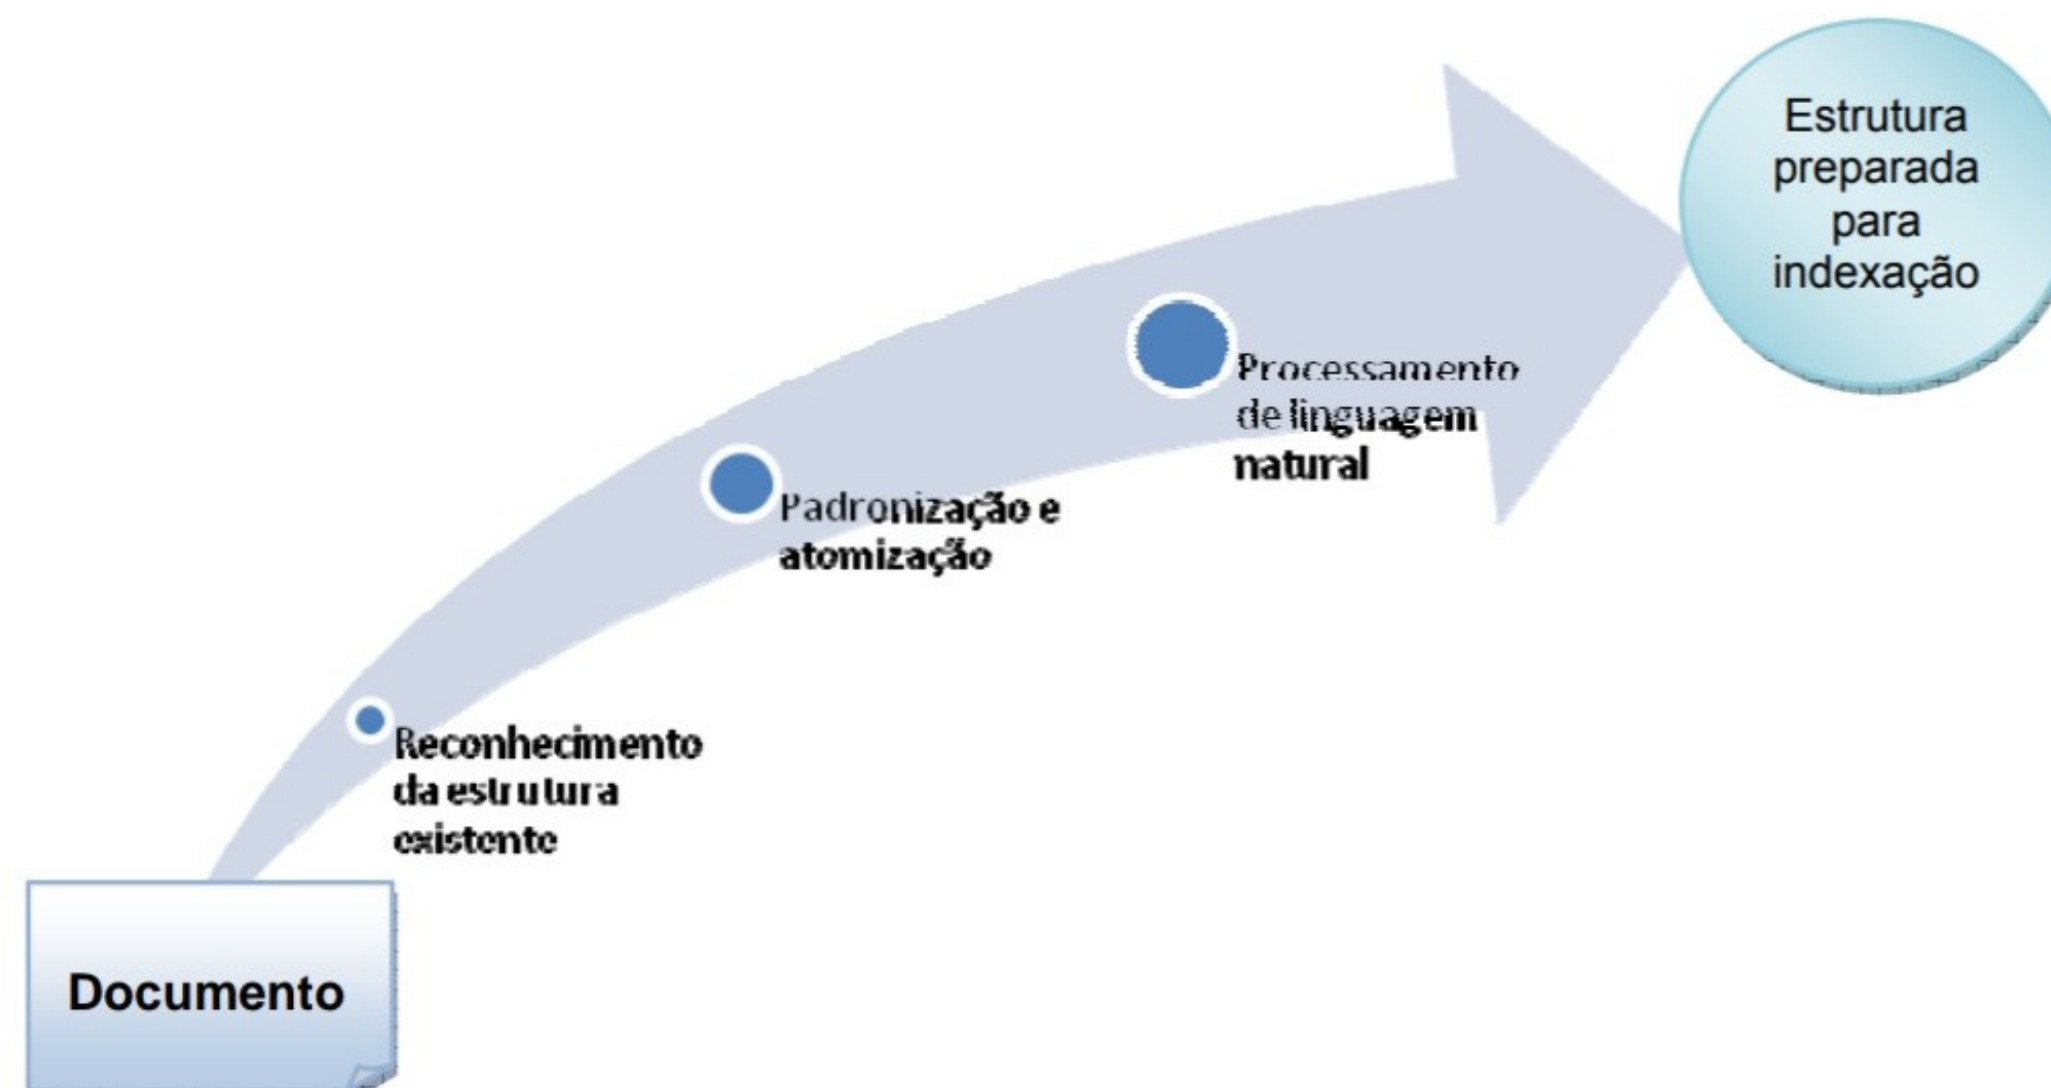 Estrutura
preparada
para
indexação
Processamento
de linguagem
natural
Padronização e
atomização
Reconhecimento
da estrutura
existente
Documento